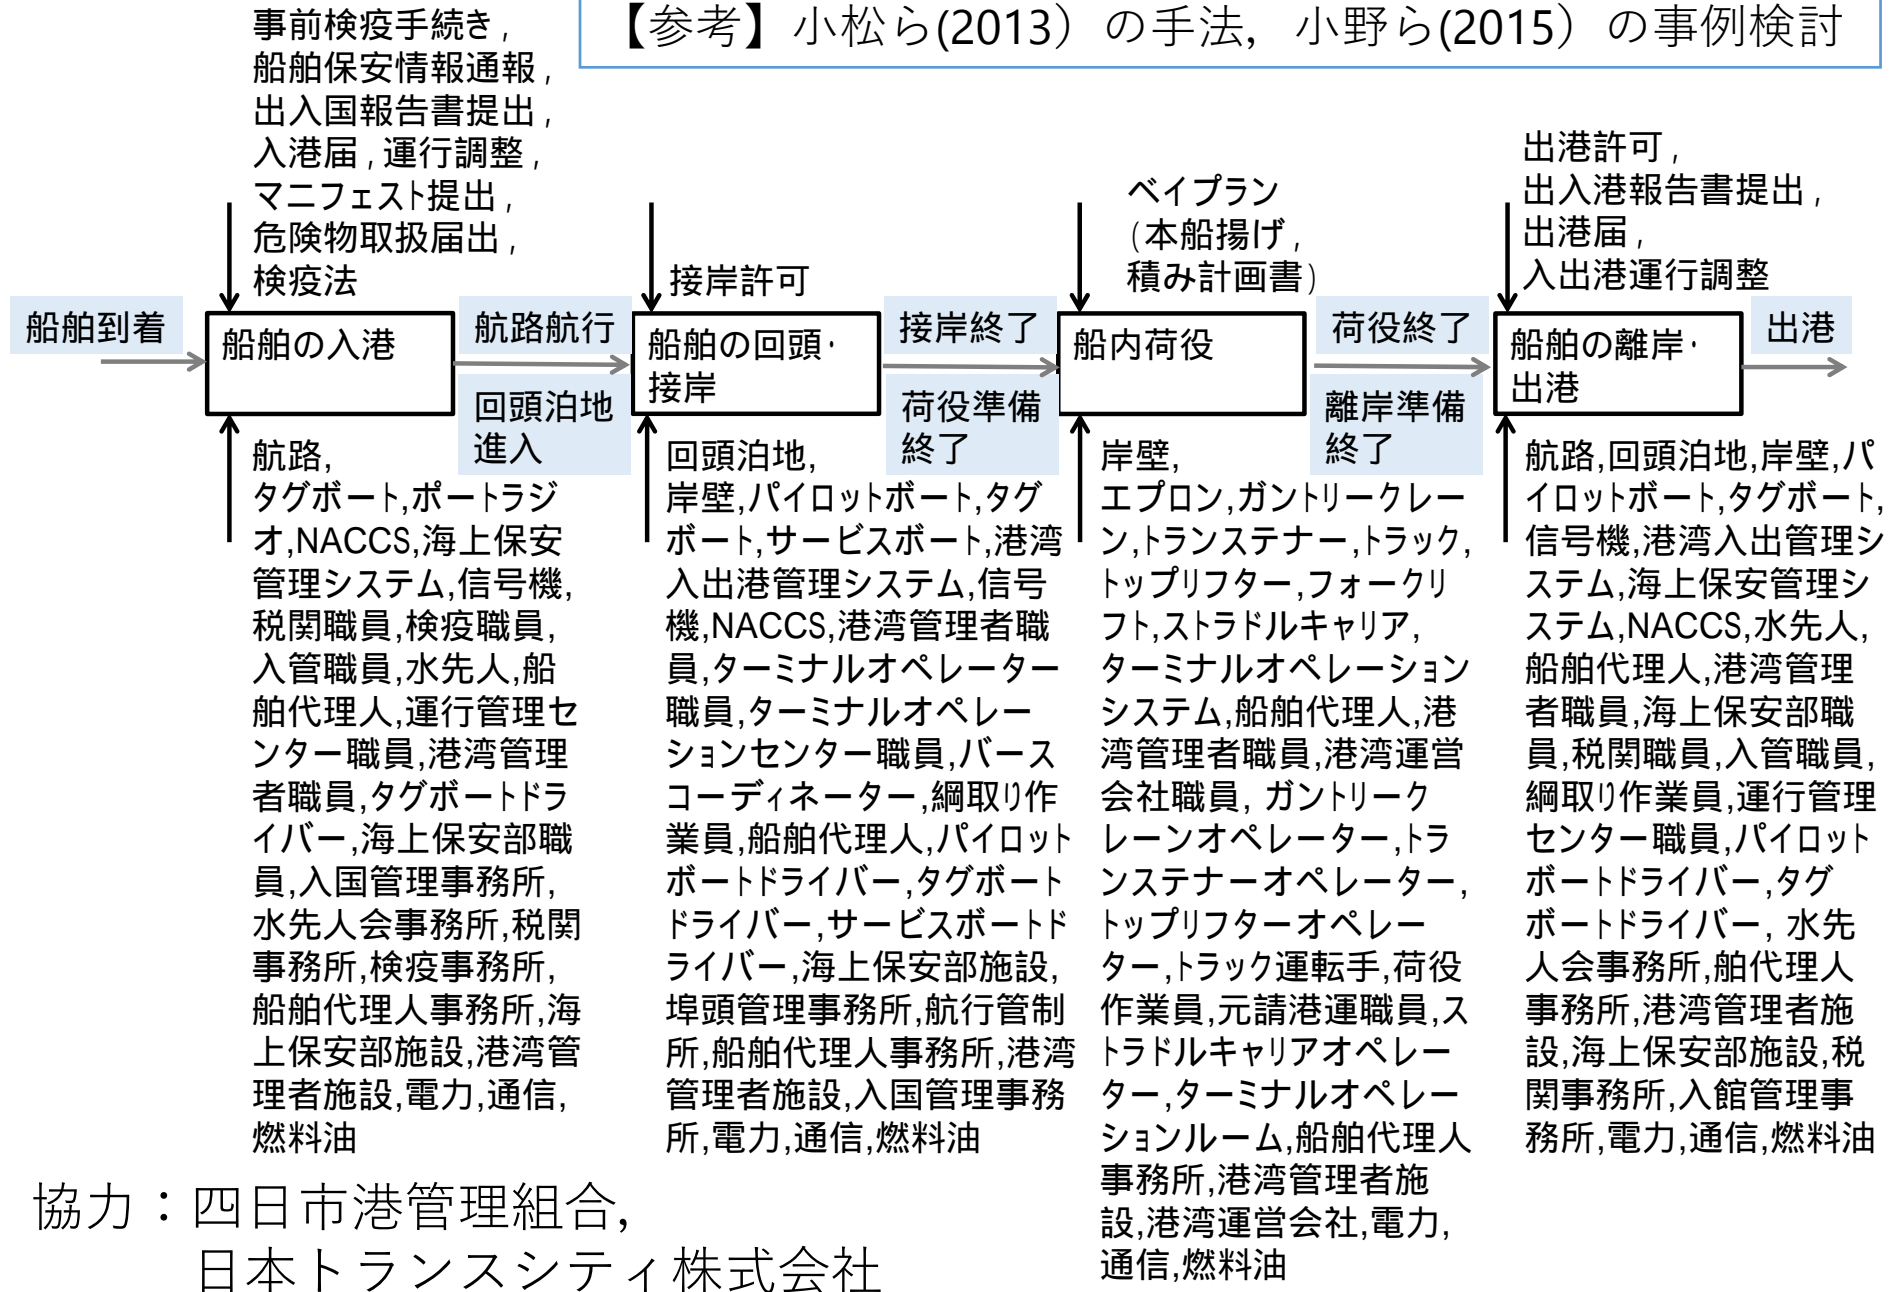 【参考】小松ら(2013）の手法，小野ら(2015）の事例検討
事前検疫手続き，
船舶保安情報通報，
出入国報告書提出，
入港届，運行調整，
マニフェスト提出，
危険物取扱届出，
検疫法
接岸許可
ベイプラン
（本船揚げ，
積み計画書）
出港許可，
出入港報告書提出，
出港届，
入出港運行調整
船舶到着
船舶の入港
航路航行
回頭泊地
進入
船舶の回頭・
接岸
接岸終了
荷役準備
終了
船内荷役
荷役終了
離岸準備
終了
船舶の離岸・
出港
出港
航路,
タグボート,ポートラジ
オ,NACCS,海上保安
管理システム,信号機,
税関職員,検疫職員,
入管職員,水先人,船
舶代理人,運行管理セ
ンター職員,港湾管理
者職員,タグボートドラ
イバー,海上保安部職
員,入国管理事務所,
水先人会事務所,税関
事務所,検疫事務所,
船舶代理人事務所,海
上保安部施設,港湾管
理者施設,電力,通信,
燃料油
回頭泊地,
岸壁,パイロットボート,タグ
ボート,サービスボート,港湾
入出港管理システム,信号
機,NACCS,港湾管理者職
員,ターミナルオペレーター
職員,ターミナルオペレー
ションセンター職員,バース
コーディネーター,綱取り作
業員,船舶代理人,パイロット
ボートドライバー,タグボート
ドライバー,サービスボートド
ライバー,海上保安部施設,
埠頭管理事務所,航行管制
所,船舶代理人事務所,港湾
管理者施設,入国管理事務
所,電力,通信,燃料油
岸壁,
エプロン,ガントリークレー
ン,トランステナー,トラック,
トップリフター,フォークリ
フト,ストラドルキャリア,
ターミナルオペレーション
システム,船舶代理人,港
湾管理者職員,港湾運営
会社職員, ガントリーク
レーンオペレーター,トラ
ンステナーオペレーター,
トップリフターオペレー
ター,トラック運転手,荷役
作業員,元請港運職員,ス
トラドルキャリアオペレー
ター,ターミナルオペレー
ションルーム,船舶代理人
事務所,港湾管理者施
設,港湾運営会社,電力,
通信,燃料油
航路,回頭泊地,岸壁,パ
イロットボート,タグボート,
信号機,港湾入出管理シ
ステム,海上保安管理シ
ステム,NACCS,水先人,
船舶代理人,港湾管理
者職員,海上保安部職
員,税関職員,入管職員,
綱取り作業員,運行管理
センター職員,パイロット
ボートドライバー,タグ
ボートドライバー, 水先
人会事務所,舶代理人
事務所,港湾管理者施
設,海上保安部施設,税
関事務所,入館管理事
務所,電力,通信,燃料油
協力：四日市港管理組合,
日本トランスシティ株式会社